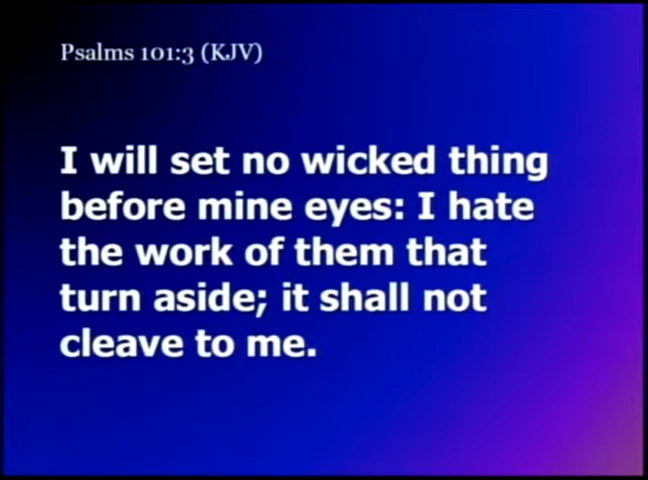 Psalms 101:3 (KJV)
I will set no wicked thing
before mine eyes: I hate
the work of them that
turn aside; it shall not
cleave to me.